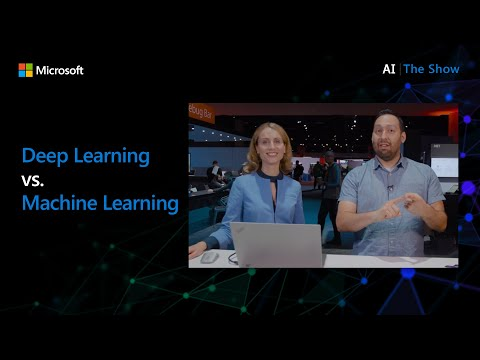 Microsoft
AI | The Show
Deep Learning
vs.
Machine Learning